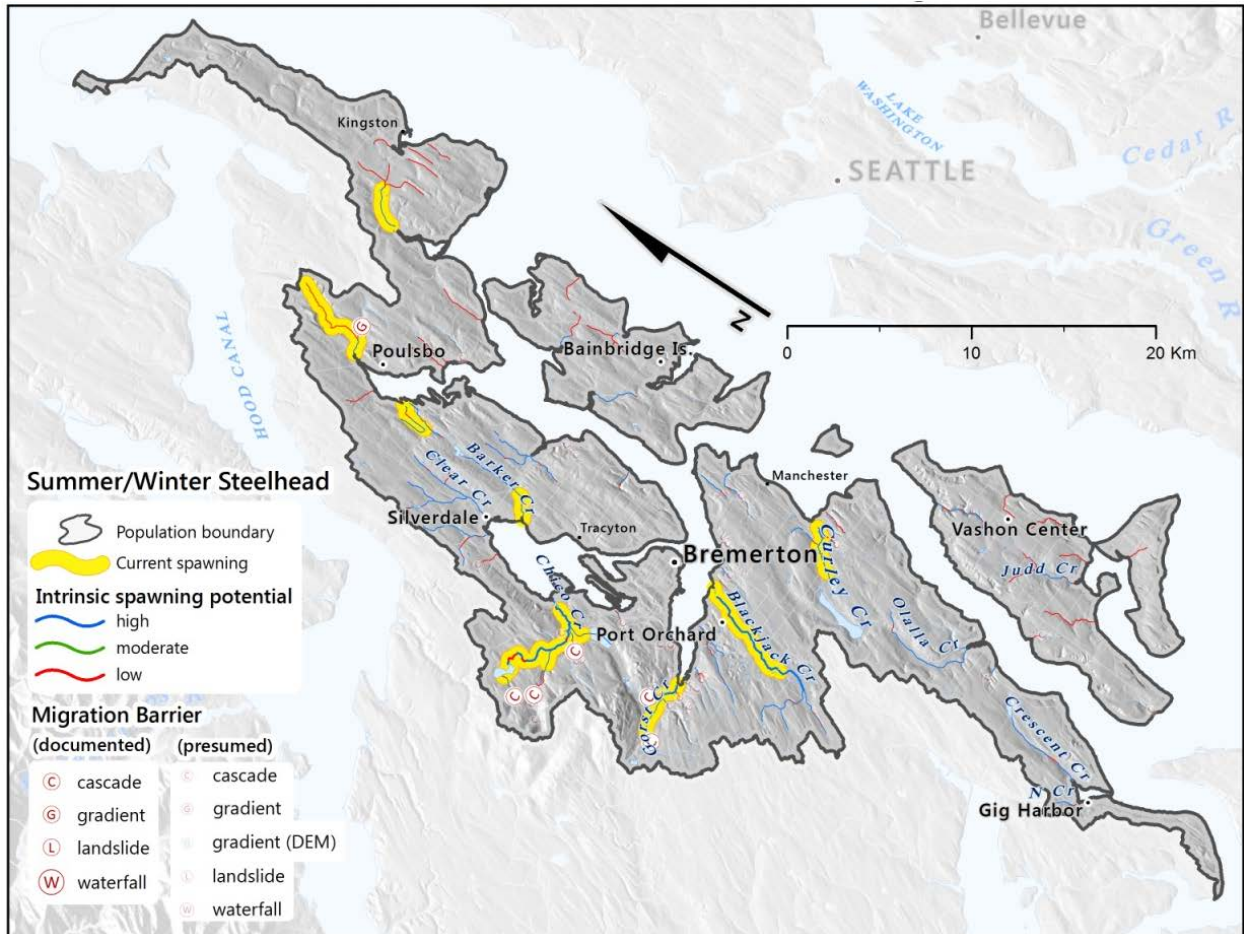 Bellevue
LAKE
WASHINGTON
Cedar R
SEATTLE
Green R
Kingston
N
0 10 20 Km
Poulsbo
G
Bainbridge Is.
HOOD CANAL
Manchester
Barker Cr
Clear Cr
Silverdale
Tracyton
Vashon Center
Judd Cr
Bremerton
Curley Cr
Chico Cr
Port Orchard
Blackjack Cr
Olalla Cr
C
C
C
C
Gorst Cr
Crescent Cr
N Cr
Gig Harbor
Summer/Winter Steelhead
Population boundary
Current spawning
Intrinsic spawning potential
high
moderate
low
Migration Barrier
(documented)
C cascade
G gradient
L landslide
W waterfall
(presumed)
C cascade
G gradient
gradient (DEM)
L landslide
W waterfall